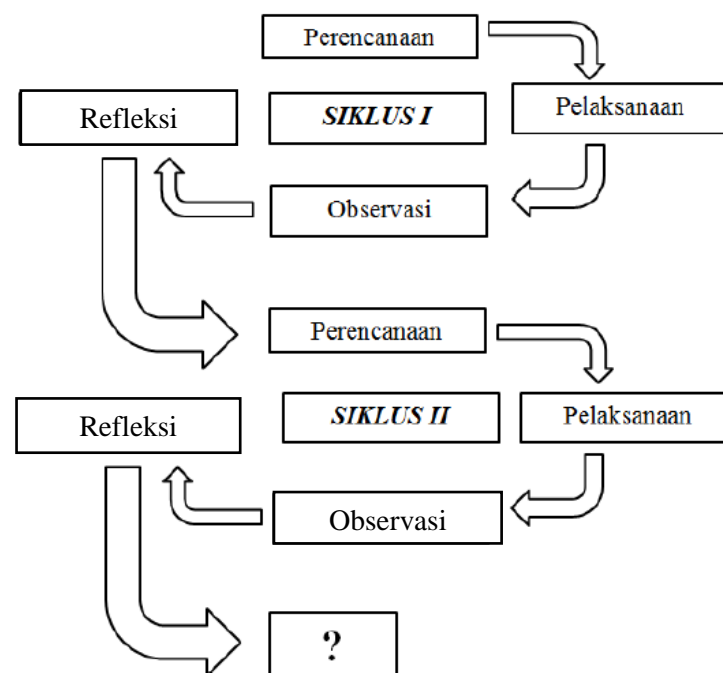 Perencanaan
Refleksi
SIKLUS I
Pelaksanaan
Observasi
Perencanaan
Refleksi
SIKLUS II
Pelaksanaan
Observasi
?